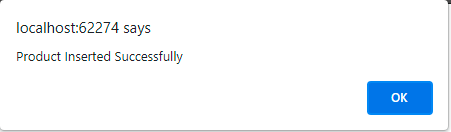 localhost:62274 says
Product Inserted Successfully
OK